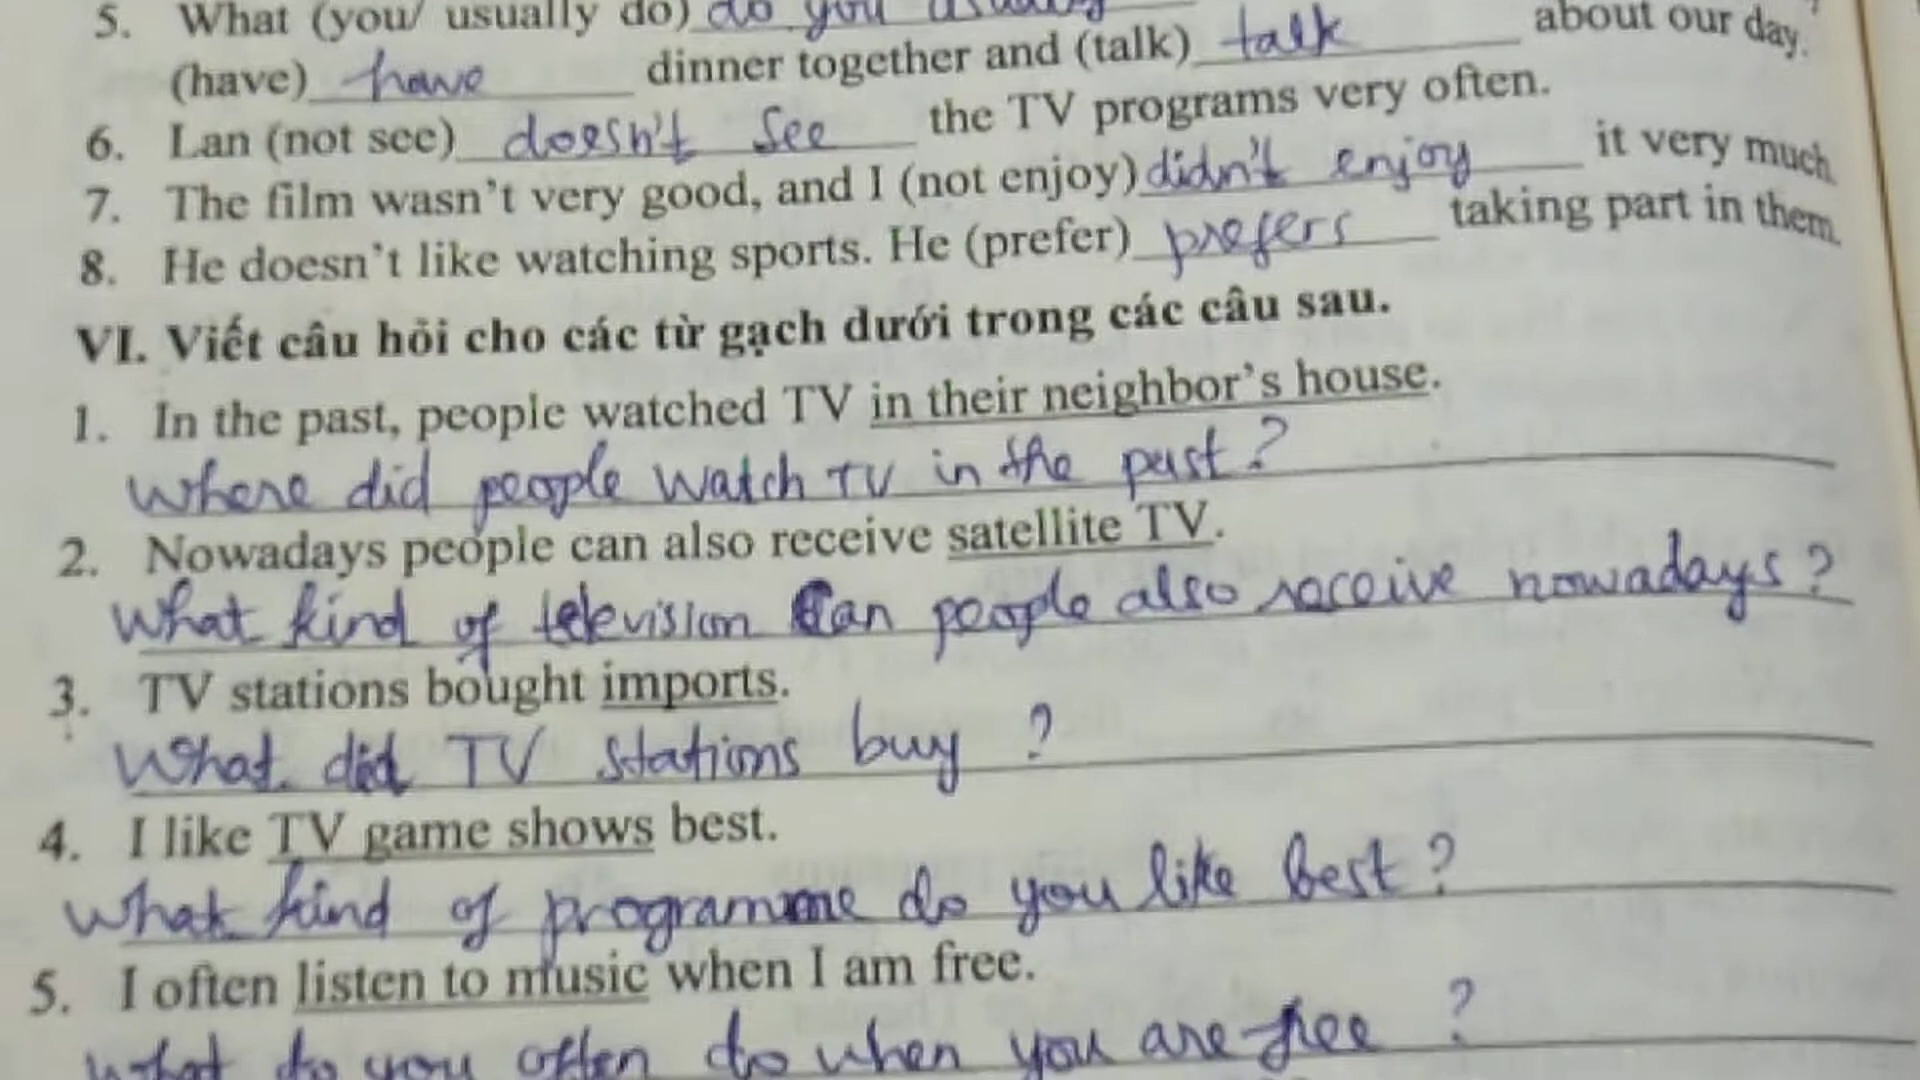 5. What (you/ usually do) do you usually
(have) have dinner together and (talk) talk about our day.
6. Lan (not see) doesn't see the TV programs very often.
7. The film wasn't very good, and I (not enjoy) didn't enjoy it very much.
8. He doesn't like watching sports. He (prefer) prefers taking part in them.
VI. Viết câu hỏi cho các từ gạch dưới trong các câu sau.
1. In the past, people watched TV in their neighbor's house.
Where did people watch TV in the past?
2. Nowadays people can also receive satellite TV.
What kind of television can people also receive nowadays?
3. TV stations bought imports.
What did TV stations buy ?
4. I like TV game shows best.
What kind of programme do you like best?
5. I often listen to music when I am free.
What do you often do when you are free ?